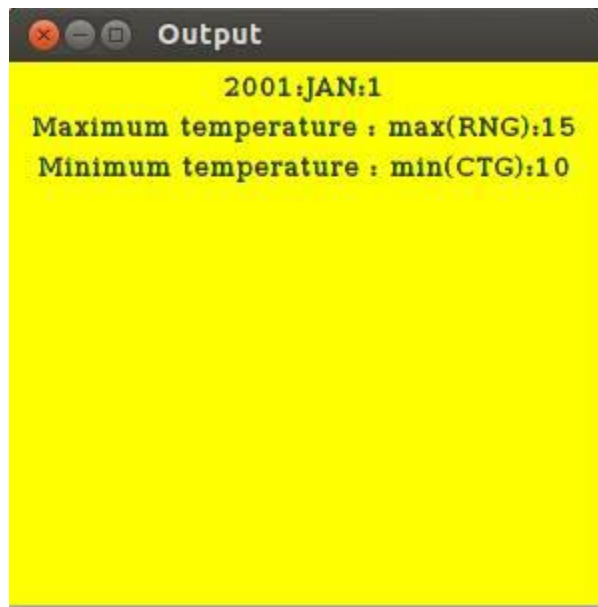 Output
2001:JAN:1
Maximum temperature : max(RNG):15
Minimum temperature : min(CTG):10